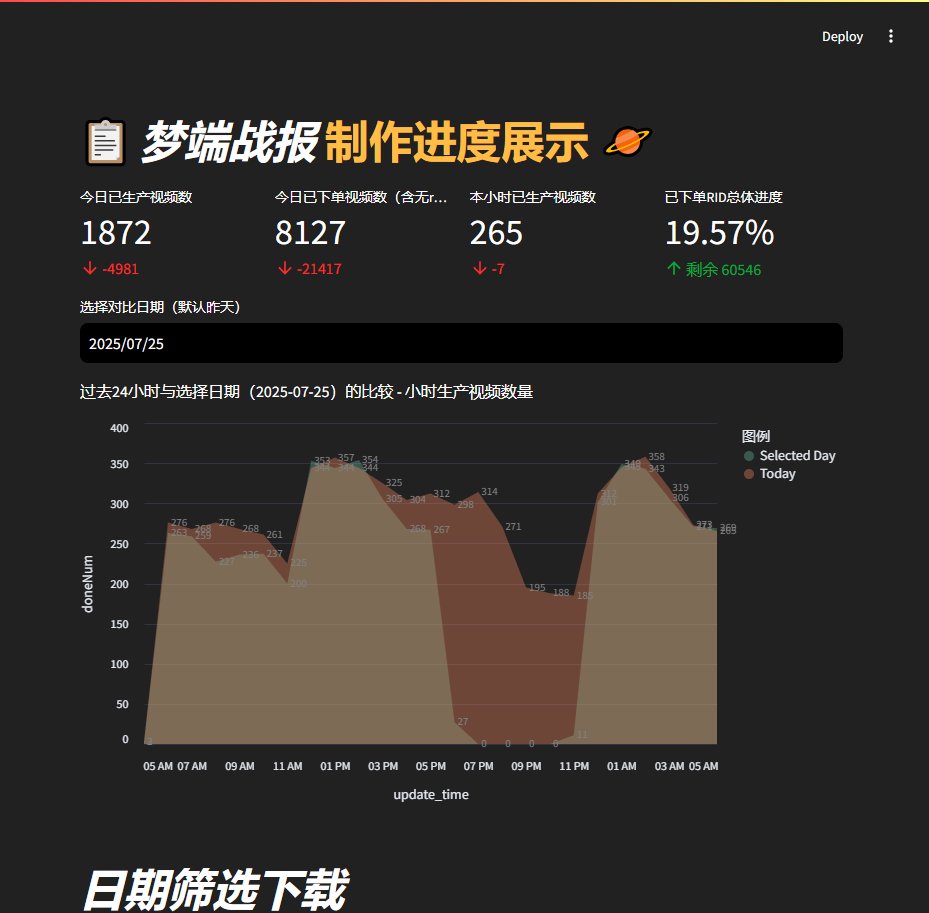 Deploy
梦端战报 制作进度展示
今日已生产视频数
1872
-4981
今日已下单视频数（含无r...
8127
-21417
本小时已生产视频数
265
-7
已下单RID总体进度
19.57%
剩余 60546
选择对比日期（默认昨天）
2025/07/25
过去24小时与选择日期（2025-07-25）的比较 - 小时生产视频数量
图例
Selected Day
Today
400
350
300
250
200
150
100
50
0
doneNum
276 276 268 261 225
263 268 259 227 236 237 200
353 357 354
344 344 344
325 304 312 298 314 271 195 188 185
305 268 267 27 0 0 0 0 11
348 358 343 319 306
273 269 265
05 AM 07 AM 09 AM 11 AM 01 PM 03 PM 05 PM 07 PM 09 PM 11 PM 01 AM 03 AM 05 AM
update_time
日期筛选下载